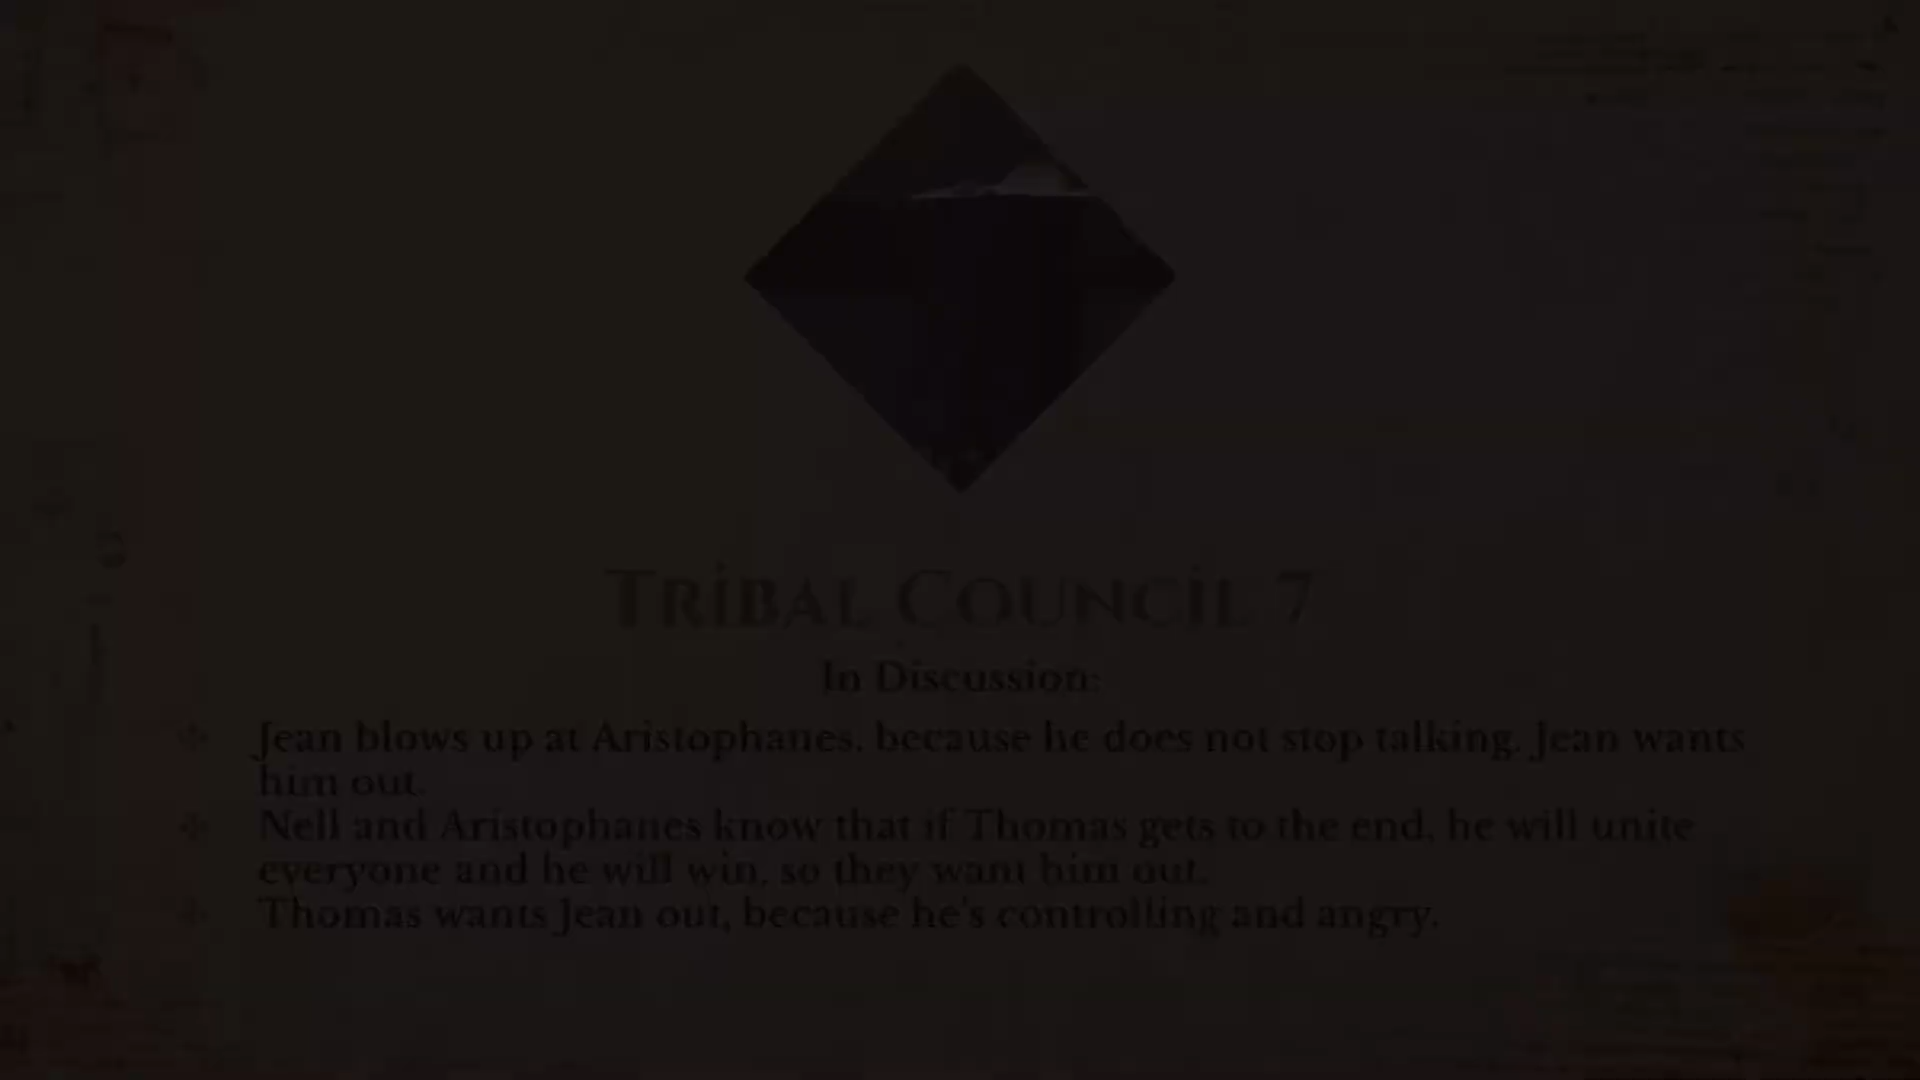 Tribal Council 7
In Discussion:
Jean blows up at Aristophanes, because he does not stop talking. Jean wants
him out.
Nell and Aristophanes know that if Thomas gets to the end, he will unite
everyone and he will win, so they want him out.
Thomas wants Jean out, because he's controlling and angry.